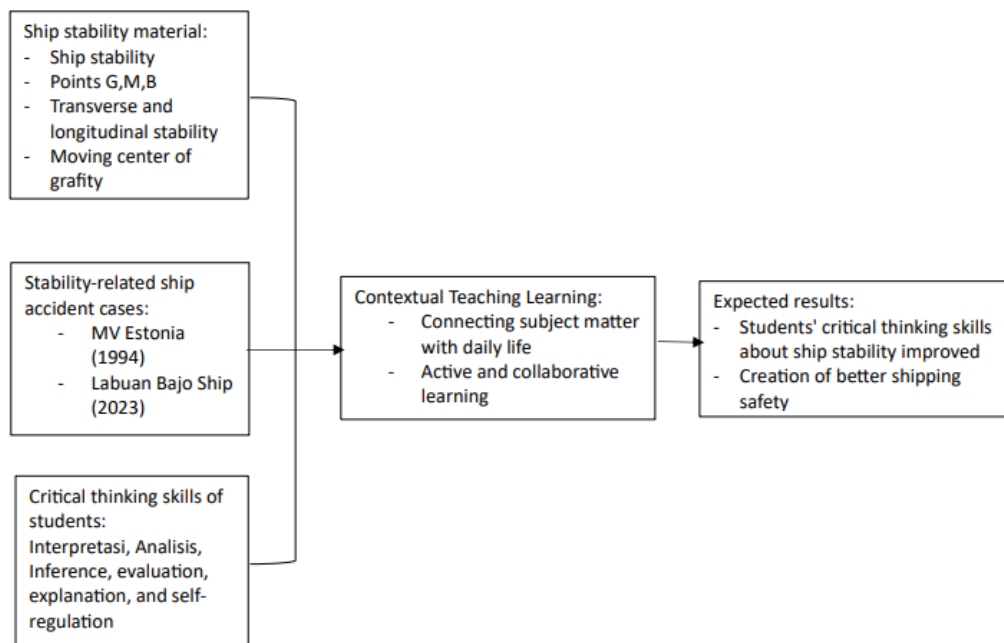 Ship stability material:
- Ship stability
- Points G,M,B
- Transverse and
longitudinal stability
- Moving center of
grafity
Stability-related ship
accident cases:
- MV Estonia
(1994)
- Labuan Bajo Ship
(2023)
Critical thinking skills of
students:
Interpretasi, Analisis,
Inference, evaluation,
explanation, and self-
regulation
Contextual Teaching Learning:
- Connecting subject matter
with daily life
- Active and collaborative
learning
Expected results:
- Students' critical thinking skills
about ship stability improved
- Creation of better shipping
safety